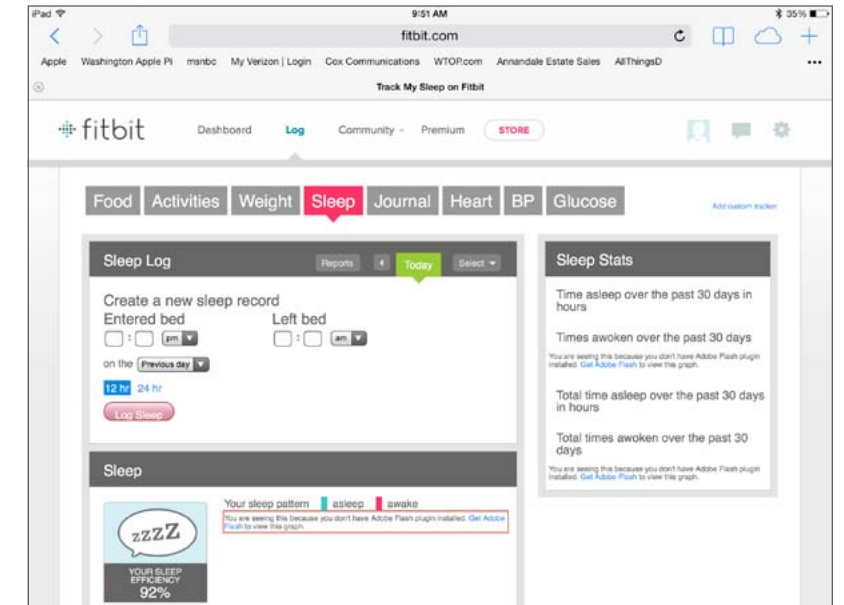 iPad 9:51 AM 35%
fitbit.com
Apple Washington Apple Pi msnbc My Verizon | Login Cox Communications WTOP.com Annandale Estate Sales AllThingsD
Track My Sleep on Fitbit
fitbit Dashboard Log Community Premium STORE
Food Activities Weight Sleep Journal Heart BP Glucose
Add custom tracker
Sleep Log Reports Today Select
Create a new sleep record
Entered bed Left bed
: pm : am
on the Previous day
12 hr 24 hr
Log Sleep
Sleep
zzzZ
YOUR SLEEP
EFFICIENCY
92%
Your sleep pattern asleep awake
You are seeing this because you don't have Adobe Flash plugin installed. Get Adobe
Flash to view this graph.
Sleep Stats
Time asleep over the past 30 days in
hours
Times awoken over the past 30 days
You are seeing this because you don't have Adobe Flash plugin
installed. Get Adobe Flash to view this graph.
Total time asleep over the past 30 days
in hours
Total times awoken over the past 30
days
You are seeing this because you don't have Adobe Flash plugin
installed. Get Adobe Flash to view this graph.